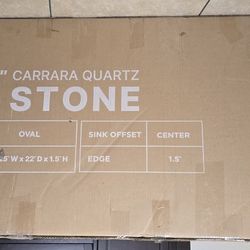 " CARRARA QUARTZ
STONE
OVAL SINK OFFSET CENTER
.5" W x 22" D x 1.5" H EDGE 1.5"